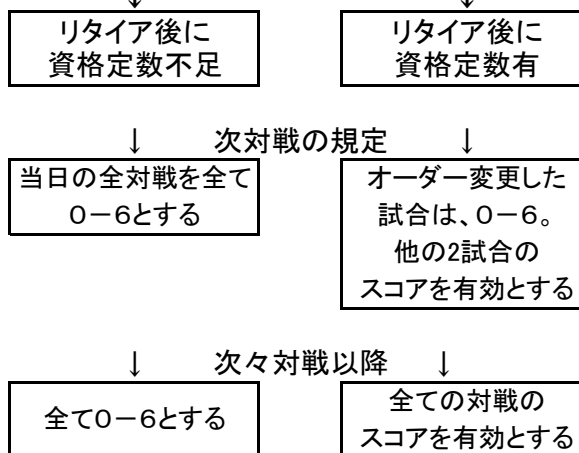 ↓ ↓
リタイア後に
資格定数不足
リタイア後に
資格定数有
↓ 次対戦の規定 ↓
当日の全対戦を全て
０－６とする
オーダー変更した
試合は、０－６。
他の2試合の
スコアを有効とする
↓ 次々対戦以降 ↓
全て０－６とする
全ての対戦の
スコアを有効とする